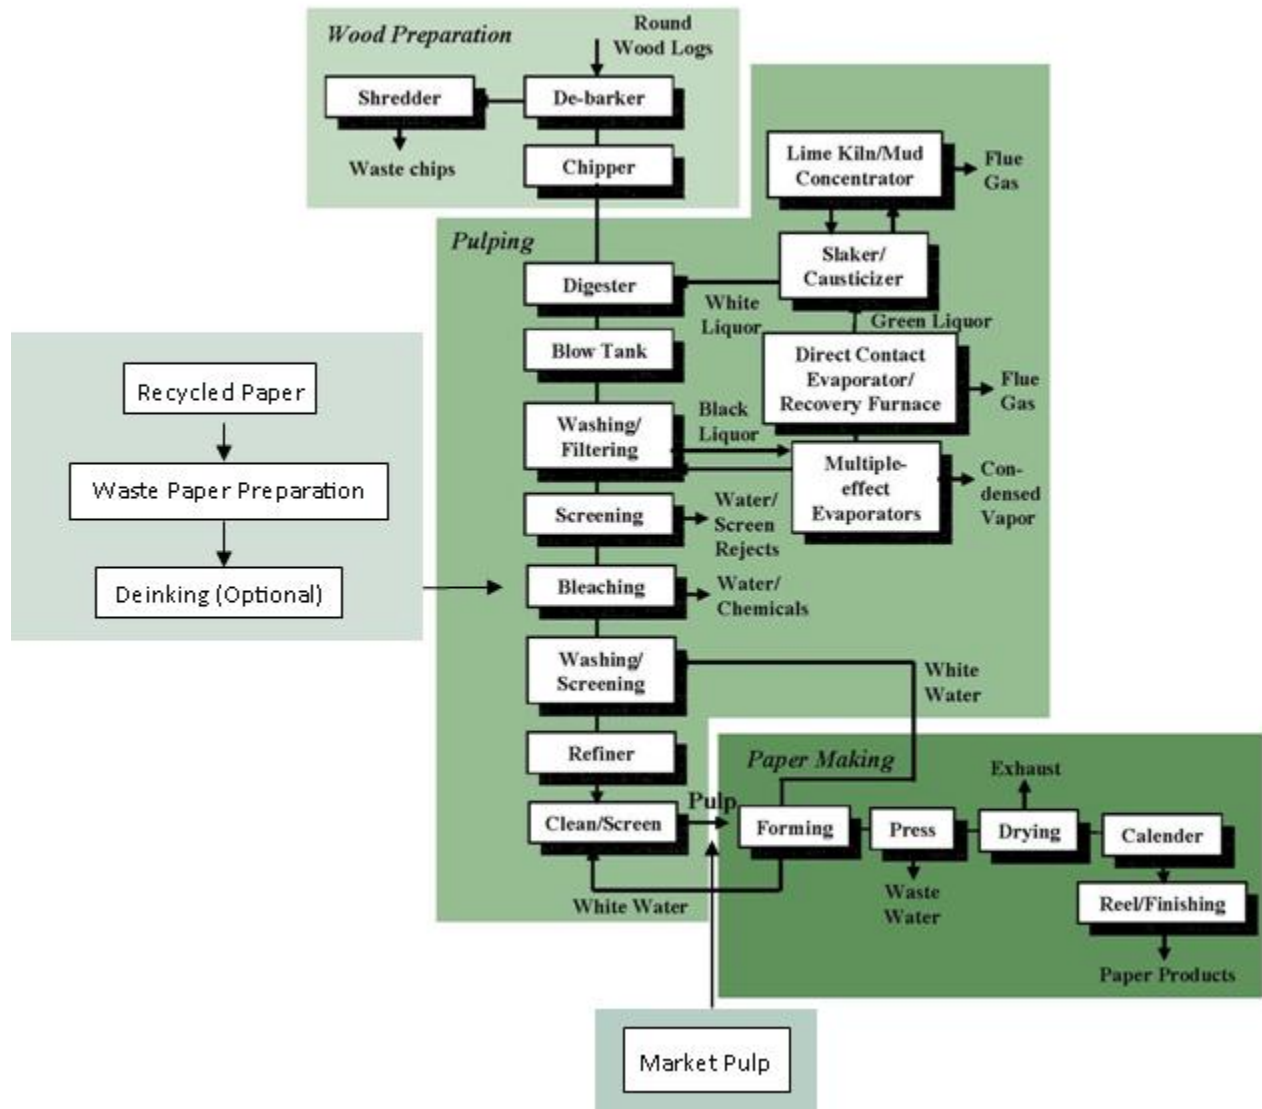 Wood Preparation
Round
Wood Logs
Shredder
De-barker
Waste chips
Chipper
Lime Kiln/Mud
Concentrator
Flue
Gas
Pulping
Slaker/
Causticizer
Digester
White
Liquor
Green Liquor
Blow Tank
Direct Contact
Evaporator/
Recovery Furnace
Flue
Gas
Recycled Paper
Washing/
Filtering
Black
Liquor
Waste Paper Preparation
Multiple-
effect
Evaporators
Con-
densed
Vapor
Screening
Water/
Screen
Rejects
Deinking (Optional)
Bleaching
Water/
Chemicals
Washing/
Screening
White
Water
Refiner
Paper Making
Exhaust
Clean/Screen
Pulp
Forming
Press
Drying
Calender
White Water
Waste
Water
Reel/Finishing
Paper Products
Market Pulp